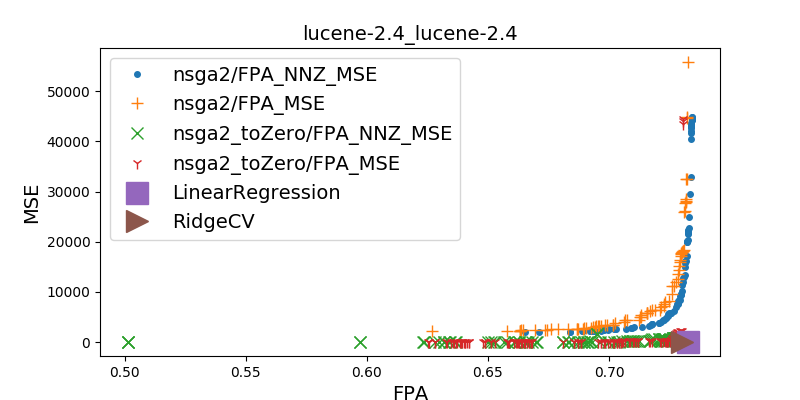 lucene-2.4_lucene-2.4
nsga2/FPA_NNZ_MSE
nsga2/FPA_MSE
nsga2_toZero/FPA_NNZ_MSE
nsga2_toZero/FPA_MSE
LinearRegression
RidgeCV
MSE
50000
40000
30000
20000
10000
0
0.50 0.55 0.60 0.65 0.70
FPA